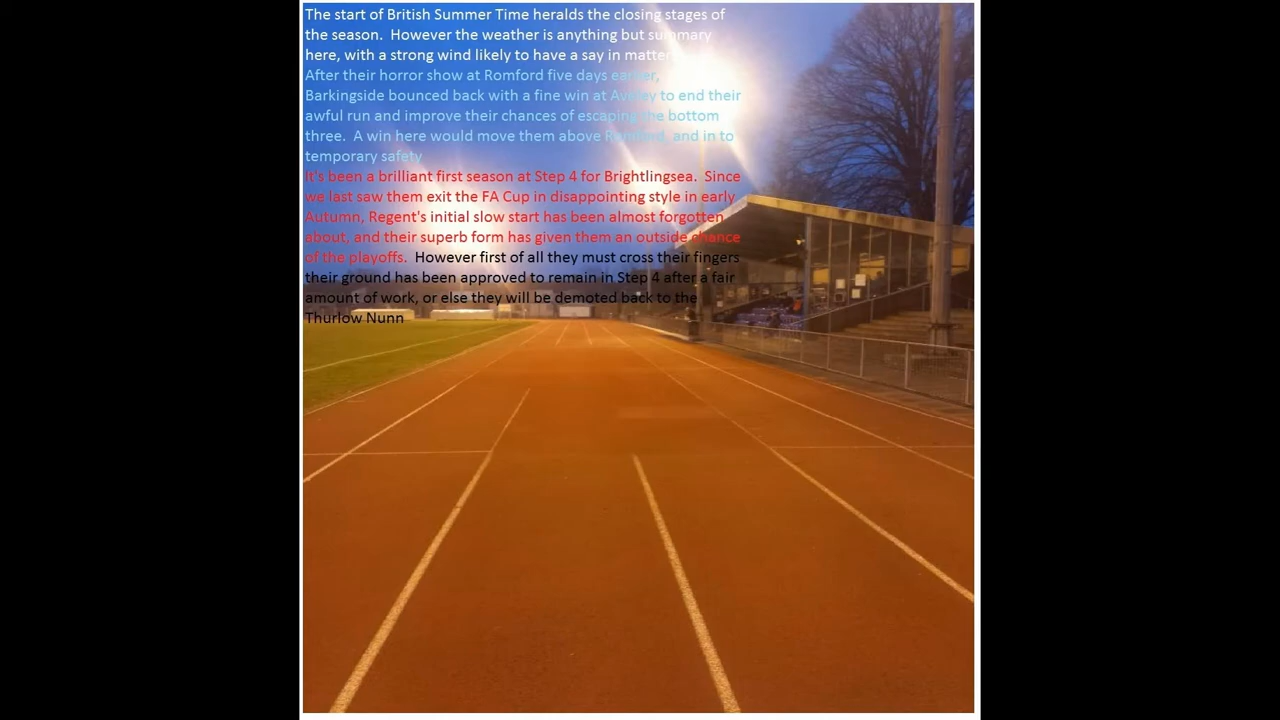 The start of British Summer Time heralds the closing stages of
the season. However the weather is anything but summary
here, with a strong wind likely to have a say in matters
After their horror show at Romford five days earlier,
Barkingside bounced back with a fine win at Aveley to end their
awful run and improve their chances of escaping the bottom
three. A win here would move them above Romford, and in to
temporary safety
It's been a brilliant first season at Step 4 for Brightlingsea. Since
we last saw them exit the FA Cup in disappointing style in early
Autumn, Regent's initial slow start has been almost forgotten
about, and their superb form has given them an outside chance
of the playoffs. However first of all they must cross their fingers
their ground has been approved to remain in Step 4 after a fair
amount of work, or else they will be demoted back to the
Thurlow Nunn